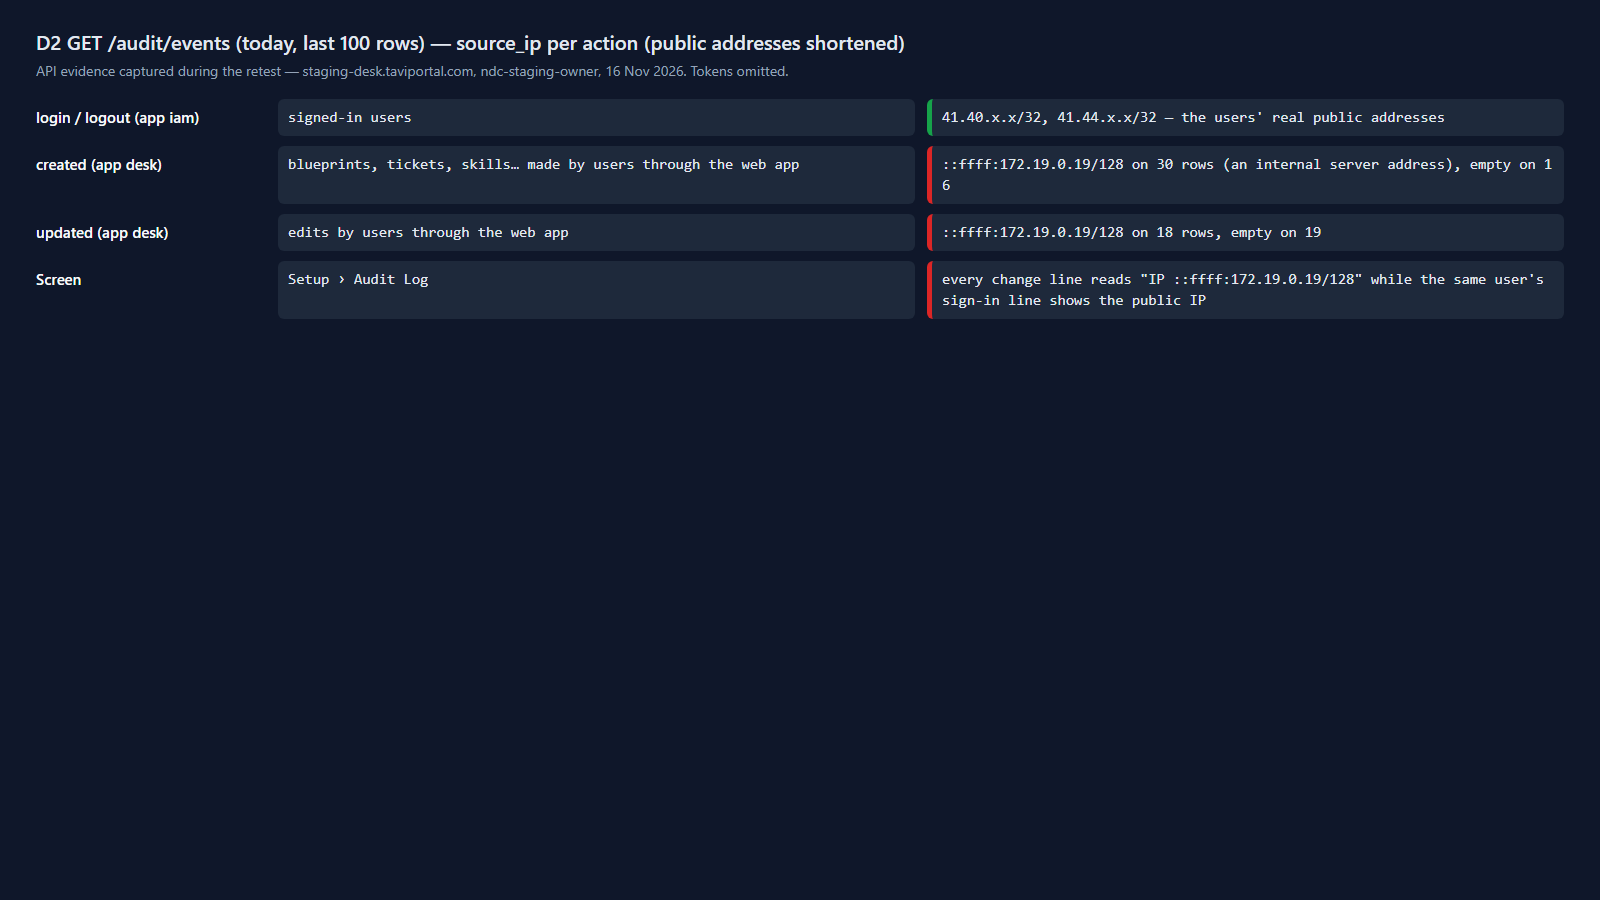 D2 GET /audit/events (today, last 100 rows) — source_ip per action (public addresses shortened)
API evidence captured during the retest — staging-desk.taviportal.com, ndc-staging-owner, 16 Nov 2026. Tokens omitted.
login / logout (app iam)
signed-in users
41.40.x.x/32, 41.44.x.x/32 — the users' real public addresses
created (app desk)
blueprints, tickets, skills… made by users through the web app
::ffff:172.19.0.19/128 on 30 rows (an internal server address), empty on 1
6
updated (app desk)
edits by users through the web app
::ffff:172.19.0.19/128 on 18 rows, empty on 19
Screen
Setup › Audit Log
every change line reads "IP ::ffff:172.19.0.19/128" while the same user's
sign-in line shows the public IP